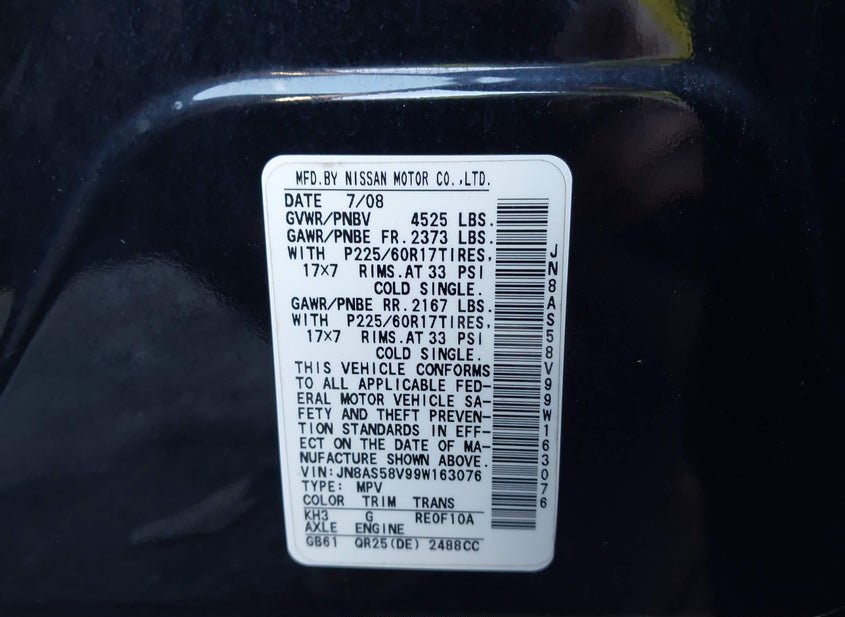 MFD.BY NISSAN MOTOR CO.,LTD.
DATE 7/08
GVWR/PNBV 4525 LBS.
GAWR/PNBE FR.2373 LBS.
WITH P225/60R17TIRES,
17×7 RIMS.AT 33 PSI
COLD SINGLE.
GAWR/PNBE RR.2167 LBS.
WITH P225/60R17TIRES,
17×7 RIMS.AT 33 PSI
COLD SINGLE.
THIS VEHICLE CONFORMS
TO ALL APPLICABLE FED-
ERAL MOTOR VEHICLE SA-
FETY AND THEFT PREVEN-
TION STANDARDS IN EFF-
ECT ON THE DATE OF MA-
NUFACTURE SHOWN ABOVE.
VIN:JN8AS58V99W163076
TYPE: MPV
COLOR TRIM TRANS
KH3 G RE0F10A
AXLE ENGINE
GB61 QR25(DE) 2488CC
JN8AS58V99W163076